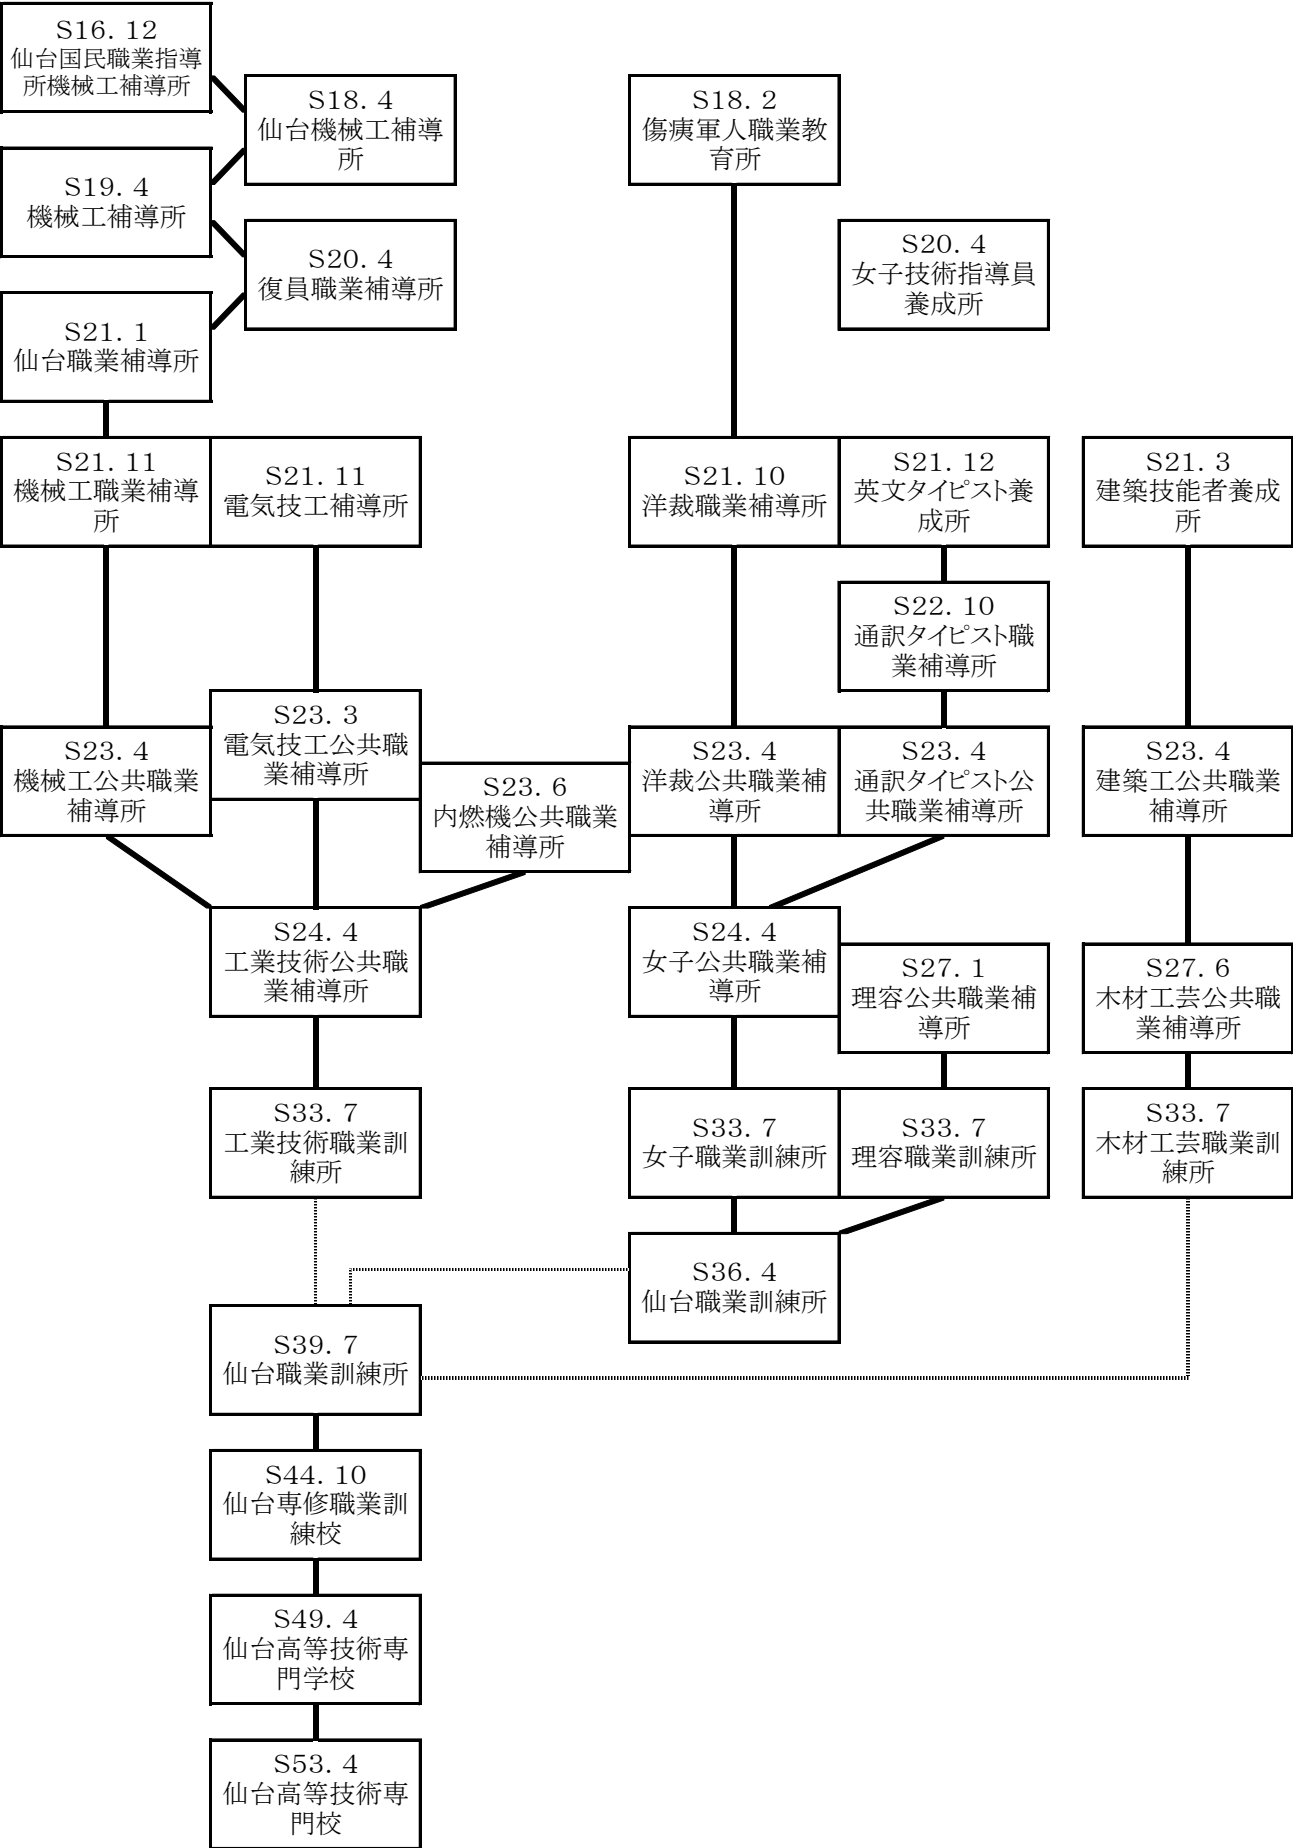 S16．12
仙台国民職業指導
所機械工補導所
S18．4
仙台機械工補導
所
S18．2
傷痍軍人職業教
育所
S19．4
機械工補導所
S20．4
復員職業補導所
S20．4
女子技術指導員
養成所
S21．1
仙台職業補導所
S21．11
機械工職業補導
所
S21．11
電気技工補導所
S21．10
洋裁職業補導所
S21．12
英文タイピスト養
成所
S21．3
建築技能者養成
所
S22．10
通訳タイピスト職
業補導所
S23．3
電気技工公共職
業補導所
S23．4
機械工公共職業
補導所
S23．6
内燃機公共職業
補導所
S23．4
洋裁公共職業補
導所
S23．4
通訳タイピスト公
共職業補導所
S23．4
建築工公共職業
補導所
S24．4
工業技術公共職
業補導所
S24．4
女子公共職業補
導所
S27．1
理容公共職業補
導所
S27．6
木材工芸公共職
業補導所
S33．7
工業技術職業訓
練所
S33．7
女子職業訓練所
S33．7
理容職業訓練所
S33．7
木材工芸職業訓
練所
S36．4
仙台職業訓練所
S39．7
仙台職業訓練所
S44．10
仙台専修職業訓
練校
S49．4
仙台高等技術専
門学校
S53．4
仙台高等技術専
門校